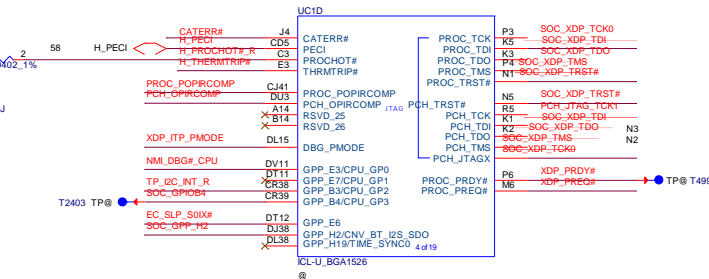 UC1D
CATERR# J4 CATERR#
2 58 H_PECI H_PECI CD5 PECI
402_1% H_PROCHOT#_R C3 PROCHOT#
H_THERMTRIP# E3 THRMTRIP#
PROC_POPIRCOMP CJ41 PROC_POPIRCOMP
PCH_OPIRCOMP DU3 PCH_OPIRCOMP
A14 RSVD_25
B14 RSVD_26
XDP_ITP_PMODE DL15 DBG_PMODE
NMI_DBG#_CPU DV11 GPP_E3/CPU_GP0
DT11 GPP_E7/CPU_GP1
TP_I2C_INT_R CR38 GPP_B3/CPU_GP2
T2403 TP@ SOC_GPIOB4 CR39 GPP_B4/CPU_GP3
EC_SLP_S0IX# DT12 GPP_E6
SOC_GPP_H2 DJ38 GPP_H2/CNV_BT_I2S_SDO
DL38 GPP_H19/TIME_SYNC0 4 of 19
JTAG
PROC_TCK P3 SOC_XDP_TCK0
PROC_TDI K5 SOC_XDP_TDI
PROC_TDO K3 SOC_XDP_TDO
PROC_TMS P4 SOC_XDP_TMS
PROC_TRST# N1 SOC_XDP_TRST#
PCH_TRST# N5 SOC_XDP_TRST#
PCH_TCK R5 PCH_JTAG_TCK1
PCH_TDI K1 SOC_XDP_TDI
PCH_TDO K2 SOC_XDP_TDO N3
PCH_TMS SOC_XDP_TMS N2
PCH_JTAGX SOC_XDP_TCK0
PROC_PRDY# P6 XDP_PRDY# TP@ T499
PROC_PREQ# M6 XDP_PREQ#
ICL-U_BGA1526
@